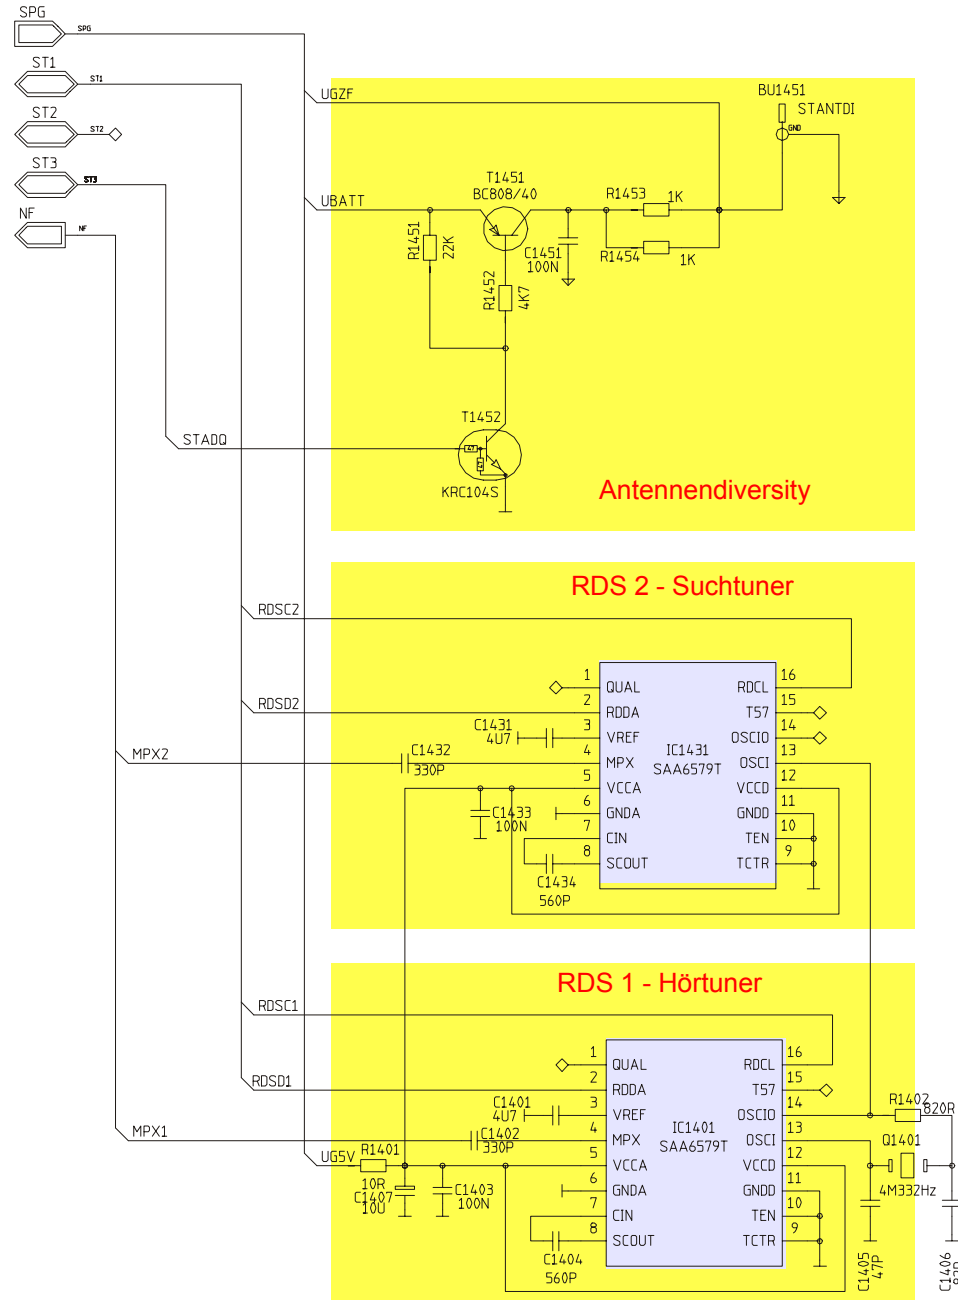 SPG
SPG
ST1
ST1
ST2
ST2
ST3
ST3
NF
NF
UGZF
BU1451
STANTDI
GND
T1451
BC808/40
UBATT
R1453
1K
R1451
22K
C1451
100N
R1454
1K
R1452
4K7
STADQ
T1452
47
47
KRC104S
Antennendiversity
RDS 2 - Suchtuner
RDSC2
RDSD2
MPX2
1 QUAL RDCL 16
2 RDDA T57 15
3 VREF OSCIO 14
4 MPX OSCI 13
5 VCCA VCCD 12
6 GNDA GNDD 11
7 CIN TEN 10
8 SCOUT TCTR 9
IC1431
SAA6579T
C1431
4U7
C1432
330P
C1433
100N
C1434
560P
RDS 1 - Hörtuner
RDSC1
RDSD1
MPX1
UG5V
R1401
10R
C1407
10U
C1403
100N
C1401
4U7
C1402
330P
C1404
560P
1 QUAL RDCL 16
2 RDDA T57 15
3 VREF OSCIO 14
4 MPX OSCI 13
5 VCCA VCCD 12
6 GNDA GNDD 11
7 CIN TEN 10
8 SCOUT TCTR 9
IC1401
SAA6579T
R1402
820R
Q1401
4M332Hz
C1405
47P
C1406